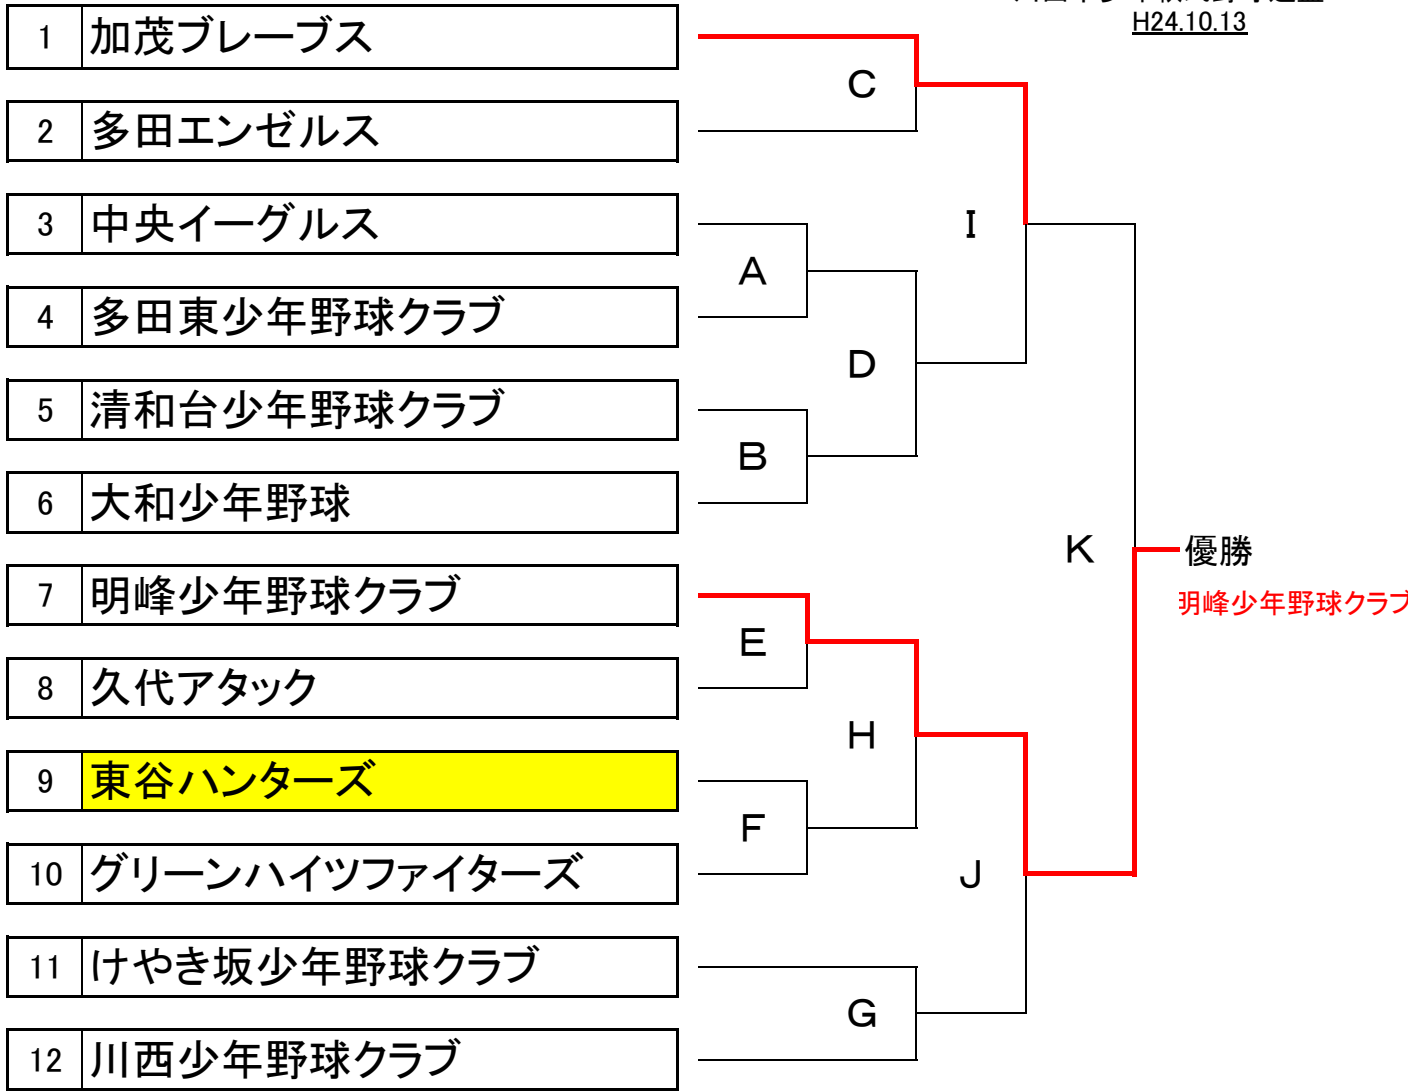 H24.10.13
1 加茂ブレーブス
2 多田エンゼルス
3 中央イーグルス
4 多田東少年野球クラブ
5 清和台少年野球クラブ
6 大和少年野球
7 明峰少年野球クラブ
8 久代アタック
9 東谷ハンターズ
10 グリーンハイツファイターズ
11 けやき坂少年野球クラブ
12 川西少年野球クラブ
C
I
A
D
B
K
優勝
明峰少年野球クラブ
E
H
F
J
G